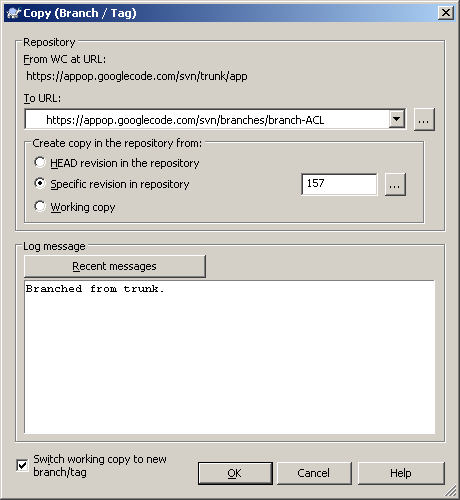 Copy (Branch / Tag)
Repository
From WC at URL:
https://appop.googlecode.com/svn/trunk/app
To URL:
https://appop.googlecode.com/svn/branches/branch-ACL
...
Create copy in the repository from:
HEAD revision in the repository
Specific revision in repository
157
...
Working copy
Log message
Recent messages
Branched from trunk.
Switch working copy to new
branch/tag
OK
Cancel
Help